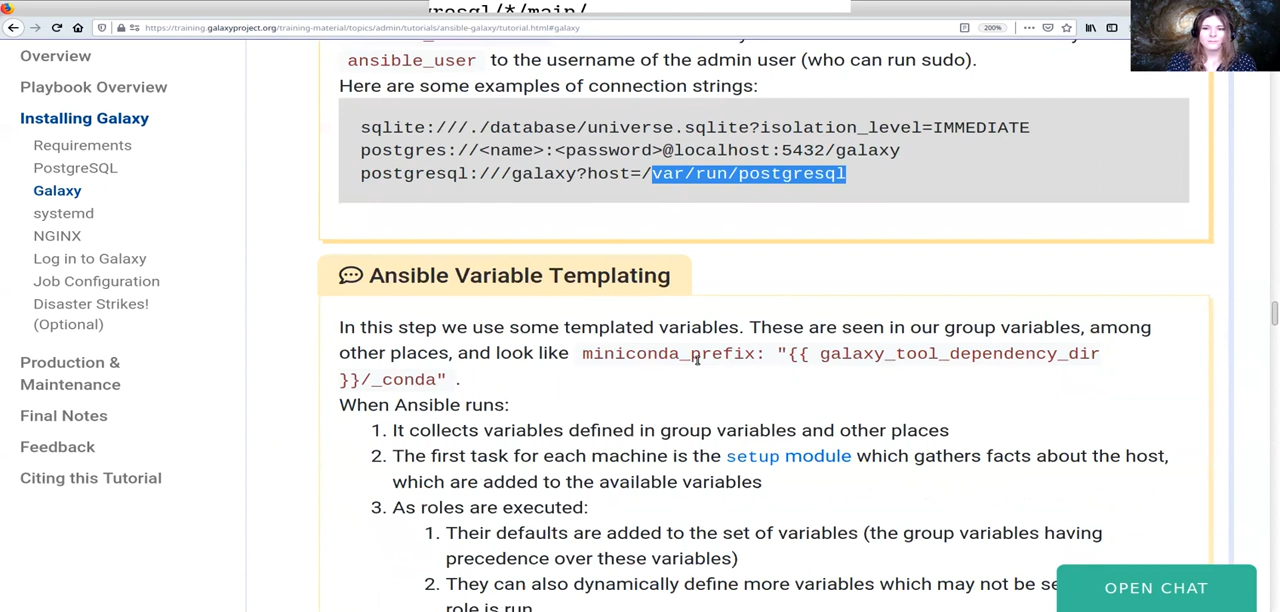 https://training.galaxyproject.org/training-material/topics/admin/tutorials/ansible-galaxy/tutorial.html#galaxy
200%
Overview
Playbook Overview
Installing Galaxy
Requirements
PostgreSQL
Galaxy
systemd
NGINX
Log in to Galaxy
Job Configuration
Disaster Strikes!
(Optional)
Production &
Maintenance
Final Notes
Feedback
Citing this Tutorial
ansible_user to the username of the admin user (who can run sudo).
Here are some examples of connection strings:
sqlite:///./database/universe.sqlite?isolation_level=IMMEDIATE
postgres://<name>:<password>@localhost:5432/galaxy
postgresql:///galaxy?host=/var/run/postgresql
Ansible Variable Templating
In this step we use some templated variables. These are seen in our group variables, among
other places, and look like miniconda_prefix: "{{ galaxy_tool_dependency_dir
}}/_conda" .
When Ansible runs:
1. It collects variables defined in group variables and other places
2. The first task for each machine is the setup module which gathers facts about the host,
which are added to the available variables
3. As roles are executed:
1. Their defaults are added to the set of variables (the group variables having
precedence over these variables)
2. They can also dynamically define more variables which may not be se
role is run
OPEN CHAT